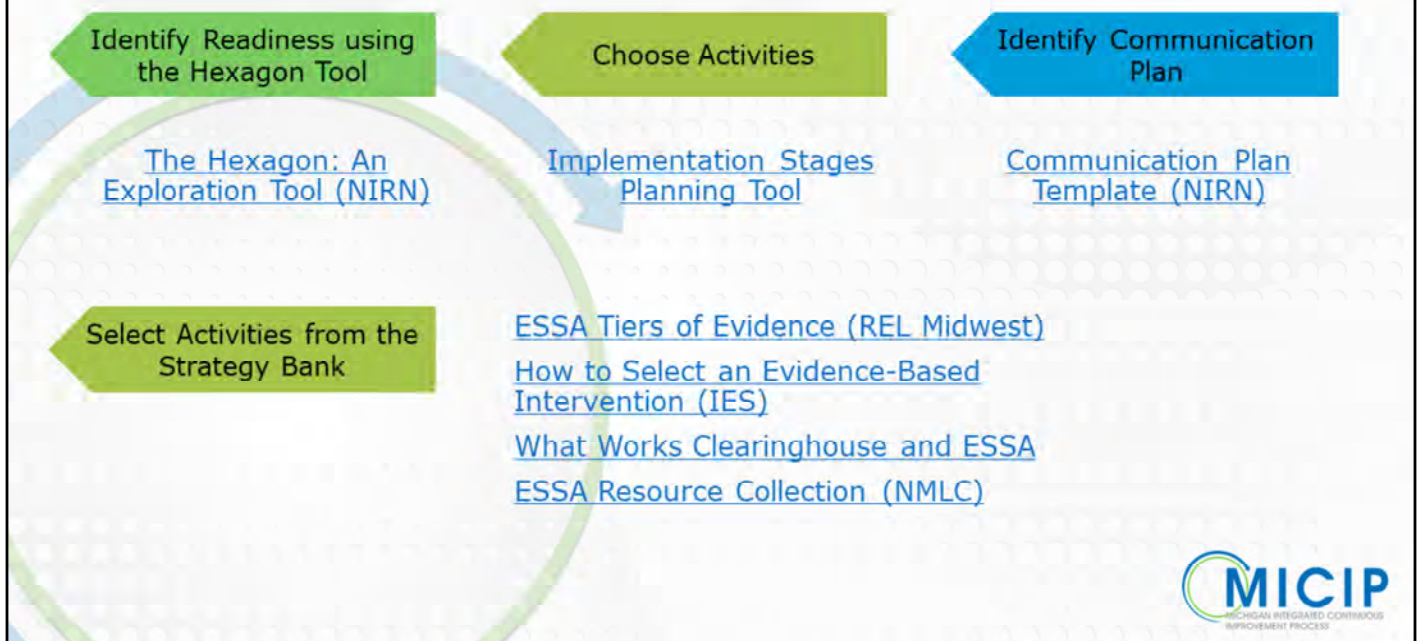 Identify Readiness using
the Hexagon Tool
Choose Activities
Identify Communication
Plan
The Hexagon: An
Exploration Tool (NIRN)
Implementation Stages
Planning Tool
Communication Plan
Template (NIRN)
Select Activities from the
Strategy Bank
ESSA Tiers of Evidence (REL Midwest)
How to Select an Evidence-Based
Intervention (IES)
What Works Clearinghouse and ESSA
ESSA Resource Collection (NMLC)
MICIP
MICHIGAN INTEGRATED CONTINUOUS
IMPROVEMENT PROCESS